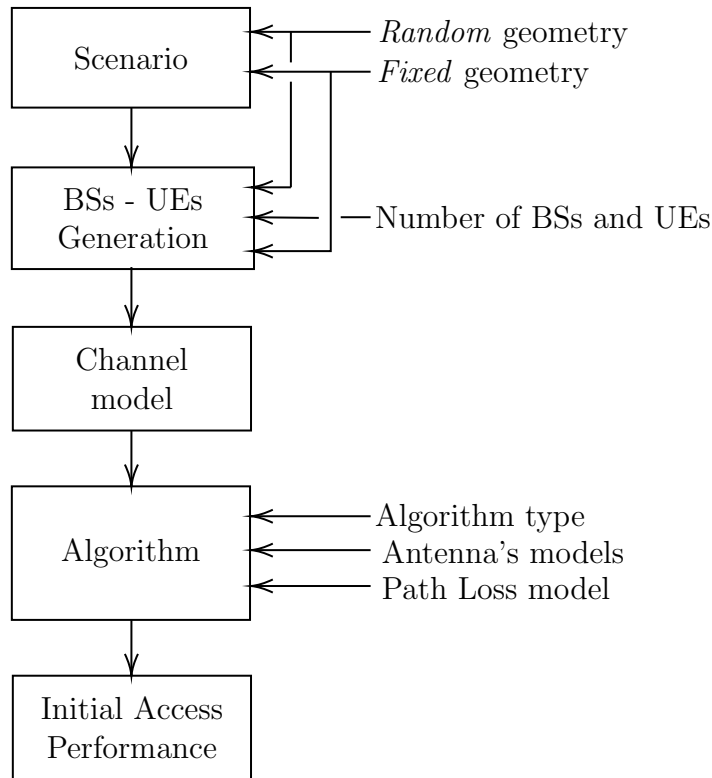 Random geometry
Scenario
Fixed geometry
BSs - UEs
Generation
Number of BSs and UEs
Channel
model
Algorithm
Algorithm type
Antenna's models
Path Loss model
Initial Access
Performance